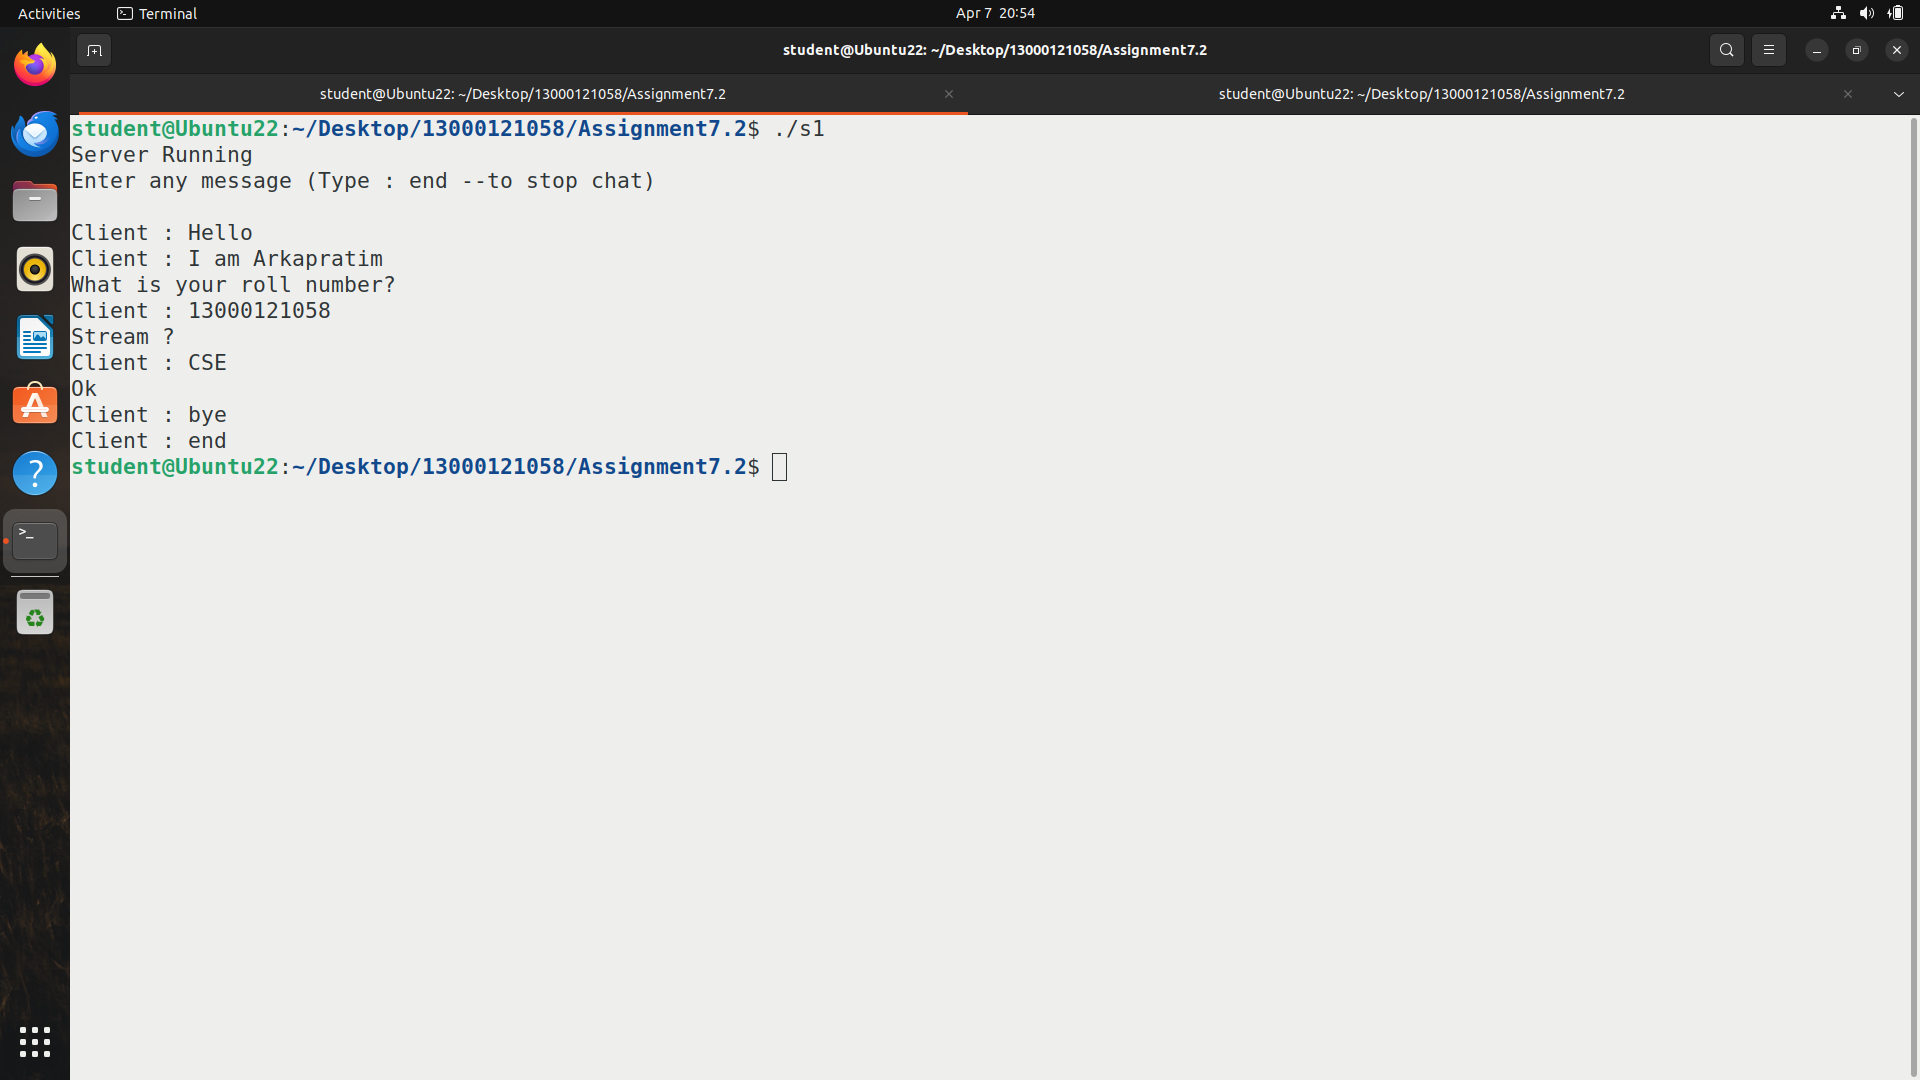 Activities Terminal Apr 7 20:54
student@Ubuntu22: ~/Desktop/13000121058/Assignment7.2
student@Ubuntu22: ~/Desktop/13000121058/Assignment7.2 student@Ubuntu22: ~/Desktop/13000121058/Assignment7.2
student@Ubuntu22:~/Desktop/13000121058/Assignment7.2$ ./s1
Server Running
Enter any message (Type : end --to stop chat)
Client : Hello
Client : I am Arkapratim
What is your roll number?
Client : 13000121058
Stream ?
Client : CSE
Ok
Client : bye
Client : end
student@Ubuntu22:~/Desktop/13000121058/Assignment7.2$